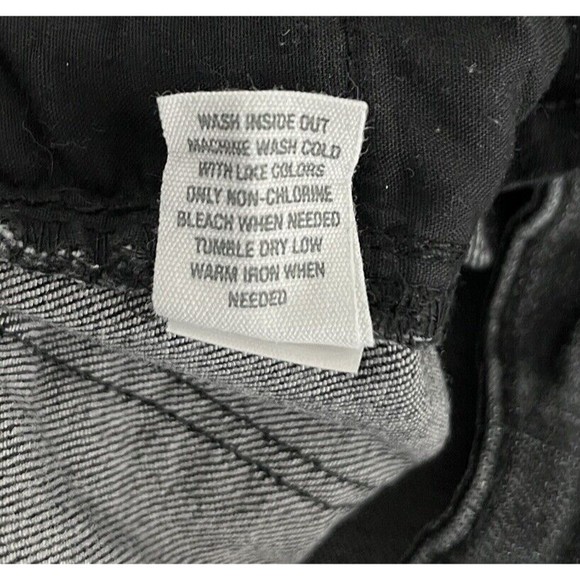 WASH INSIDE OUT
MACHINE WASH COLD
WITH LIKE COLORS
ONLY NON-CHLORINE
BLEACH WHEN NEEDED
TUMBLE DRY LOW
WARM IRON WHEN
NEEDED